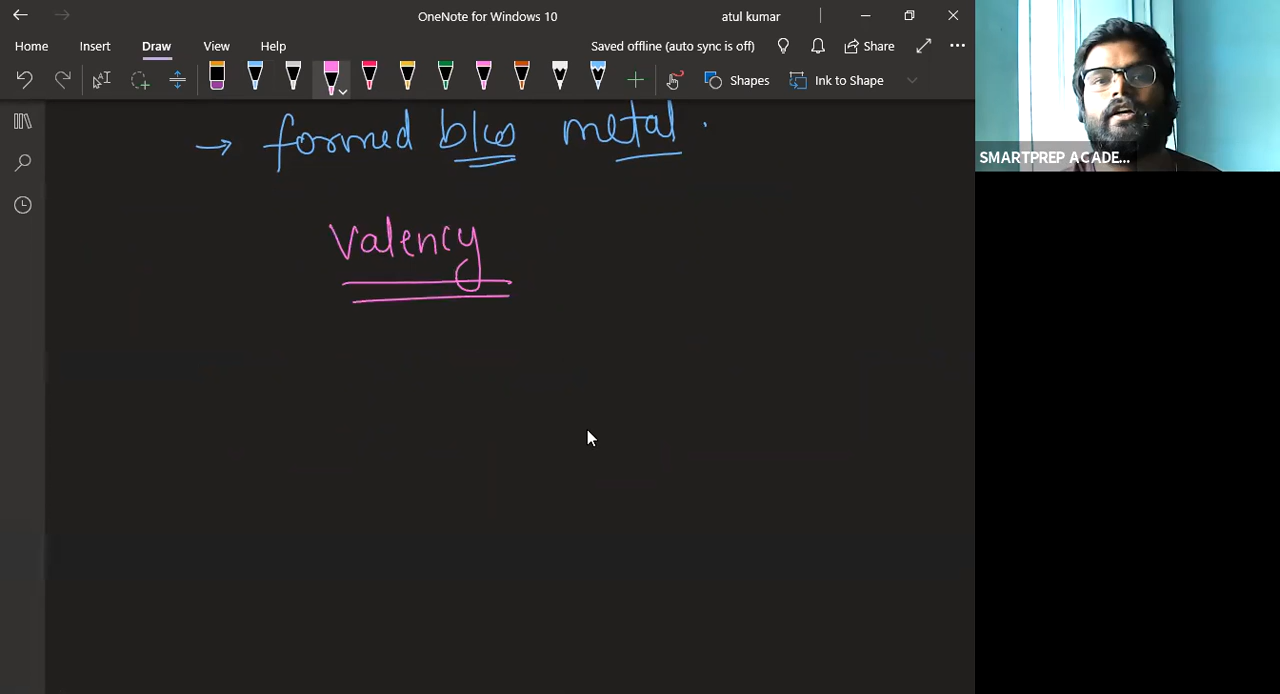 OneNote for Windows 10
atul kumar
Home Insert Draw View Help
Saved offline (auto sync is off)
Share
Shapes
Ink to Shape
SMARTPREP ACADE...
→ formed b/w metal.
Valency